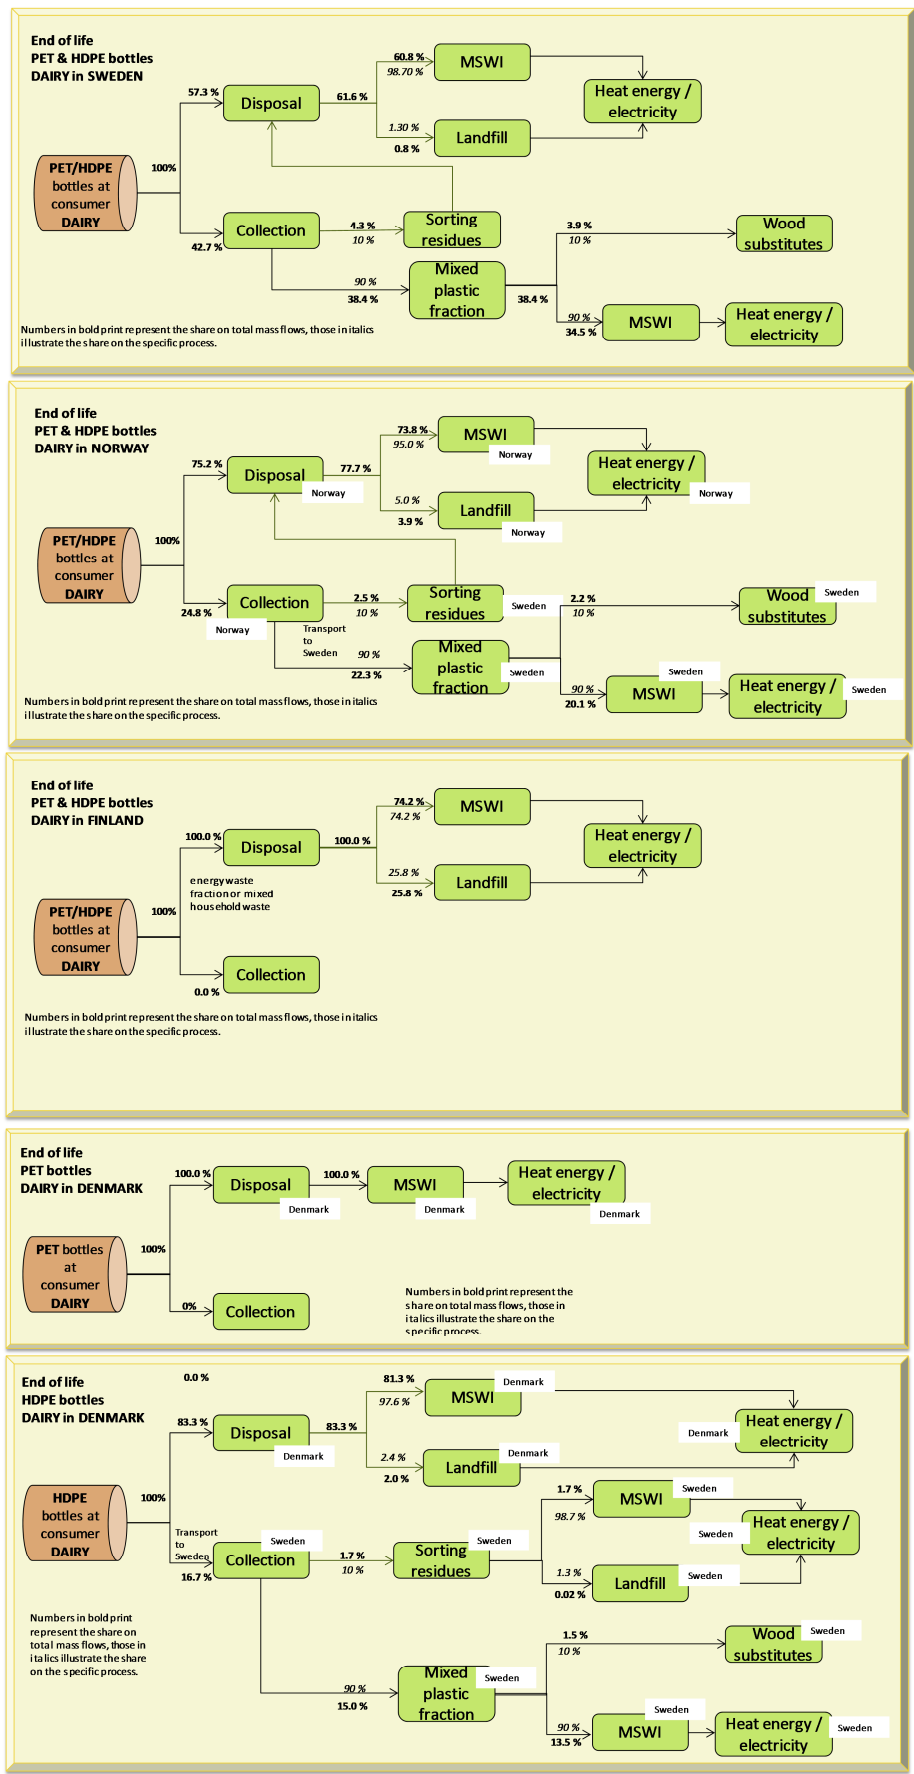 End of life
PET & HDPE bottles
DAIRY in SWEDEN
57.3 %
Disposal
61.6 %
60.8 %
98.70 %
MSWI
Heat energy /
electricity
1.30 %
0.8 %
Landfill
100%
PET/HDPE
bottles at
consumer
DAIRY
Collection
42.7 %
4.3 %
10 %
Sorting
residues
90 %
38.4 %
Mixed
plastic
fraction
38.4 %
3.9 %
10 %
Wood
substitutes
90 %
34.5 %
MSWI
Heat energy /
electricity
Numbers in bold print represent the share on total mass flows, those in italics
illustrate the share on the specific process.
End of life
PET & HDPE bottles
DAIRY in NORWAY
75.2 %
Disposal
Norway
77.7 %
73.8 %
95.0 %
MSWI
Norway
Heat energy /
electricity
Norway
5.0 %
3.9 %
Landfill
Norway
100%
PET/HDPE
bottles at
consumer
DAIRY
24.8 %
Collection
Norway
2.5 %
10 %
Sorting
residues
Sweden
Transport
to
Sweden
90 %
22.3 %
Mixed
plastic
fraction
Sweden
2.2 %
10 %
Wood
substitutes
Sweden
90 %
20.1 %
MSWI
Sweden
Heat energy /
electricity
Sweden
Numbers in bold print represent the share on total mass flows, those in italics
illustrate the share on the specific process.
End of life
PET & HDPE bottles
DAIRY in FINLAND
100.0 %
Disposal
100.0 %
74.2 %
74.2 %
MSWI
Heat energy /
electricity
25.8 %
25.8 %
Landfill
energy waste
fraction or mixed
household waste
100%
PET/HDPE
bottles at
consumer
DAIRY
Collection
0.0 %
Numbers in bold print represent the share on total mass flows, those in italics
illustrate the share on the specific process.
End of life
PET bottles
DAIRY in DENMARK
100.0 %
Disposal
Denmark
100.0 %
MSWI
Denmark
Heat energy /
electricity
Denmark
100%
PET bottles
at
consumer
DAIRY
0%
Collection
Numbers in bold print represent the
share on total mass flows, those in
italics illustrate the share on the
specific process.
End of life
HDPE bottles
DAIRY in DENMARK
0.0 %
83.3 %
Disposal
Denmark
83.3 %
81.3 %
97.6 %
MSWI
Denmark
Denmark
Heat energy /
electricity
2.4 %
2.0 %
Landfill
Denmark
100%
HDPE
bottles at
consumer
DAIRY
Transport
to
Sweden
16.7 %
Collection
Sweden
1.7 %
10 %
Sorting
residues
Sweden
1.7 %
98.7 %
MSWI
Sweden
Sweden
Heat energy /
electricity
1.3 %
0.02 %
Landfill
Sweden
Numbers in bold print
represent the share on
total mass flows, those in
italics illustrate the share
on the specific process.
90 %
15.0 %
Mixed
plastic
fraction
Sweden
1.5 %
10 %
Wood
substitutes
Sweden
90 %
13.5 %
MSWI
Sweden
Heat energy /
electricity
Sweden